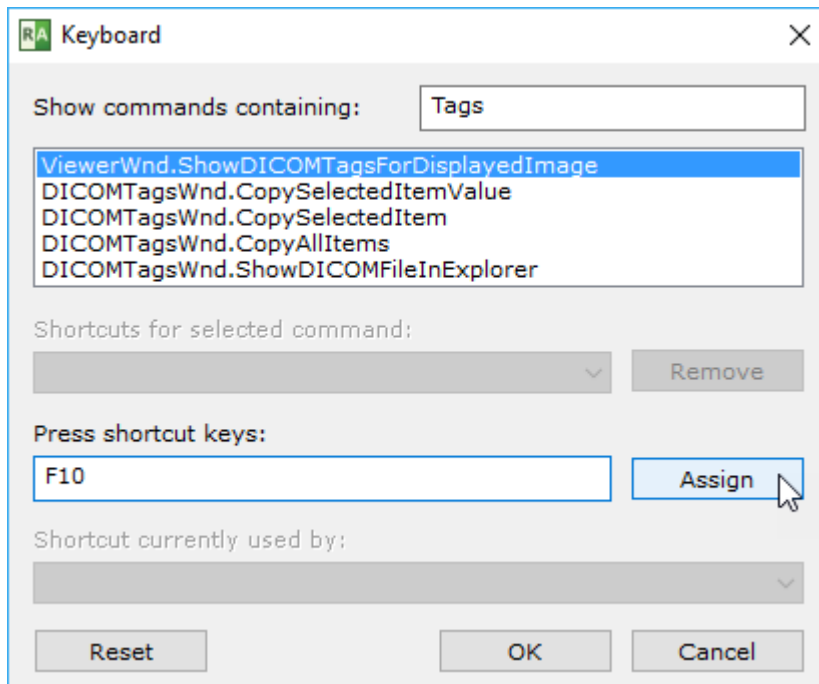 RA Keyboard
Show commands containing: Tags
ViewerWnd.ShowDICOMTagsForDisplayedImage
DICOMTagsWnd.CopySelectedItemValue
DICOMTagsWnd.CopySelectedItem
DICOMTagsWnd.CopyAllItems
DICOMTagsWnd.ShowDICOMFileInExplorer
Shortcuts for selected command:
Remove
Press shortcut keys:
F10 Assign
Shortcut currently used by:
Reset OK Cancel